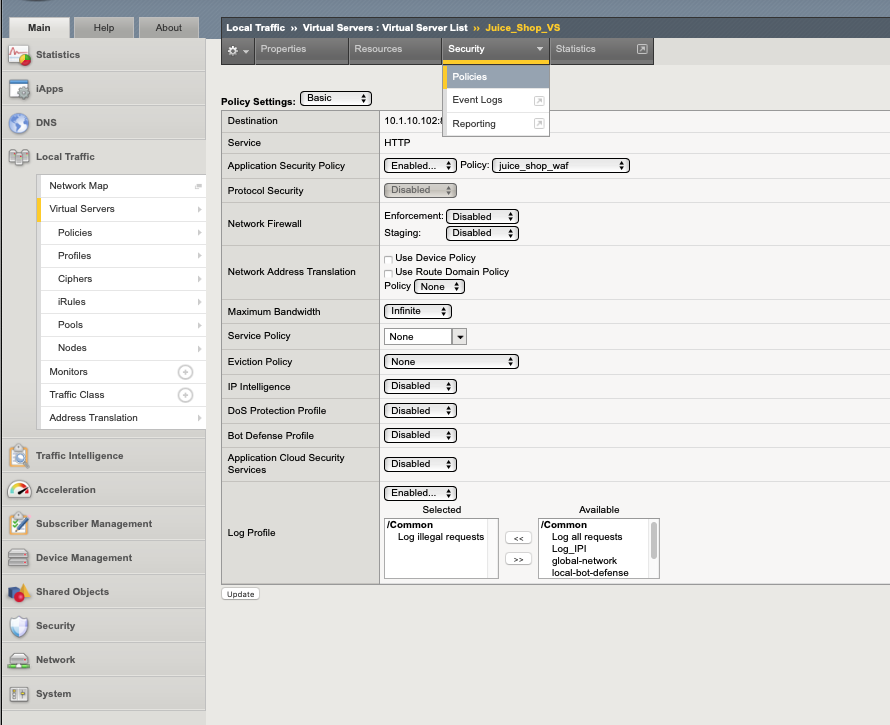 Main Help About
Local Traffic ›› Virtual Servers : Virtual Server List ›› Juice_Shop_VS
Properties Resources Security Statistics
Policies
Event Logs
Reporting
Statistics
iApps
DNS
Local Traffic
Network Map
Virtual Servers
Policies
Profiles
Ciphers
iRules
Pools
Nodes
Monitors
Traffic Class
Address Translation
Traffic Intelligence
Acceleration
Subscriber Management
Device Management
Shared Objects
Security
Network
System
Policy Settings: Basic
Destination 10.1.10.102:
Service HTTP
Application Security Policy Enabled... Policy: juice_shop_waf
Protocol Security Disabled
Network Firewall
Enforcement: Disabled
Staging: Disabled
Network Address Translation
Use Device Policy
Use Route Domain Policy
Policy None
Maximum Bandwidth Infinite
Service Policy None
Eviction Policy None
IP Intelligence Disabled
DoS Protection Profile Disabled
Bot Defense Profile Disabled
Application Cloud Security
Services
Disabled
Log Profile
Enabled...
Selected
/Common
Log illegal requests
<<
>>
Available
/Common
Log all requests
Log_IPI
global-network
local-bot-defense
Update